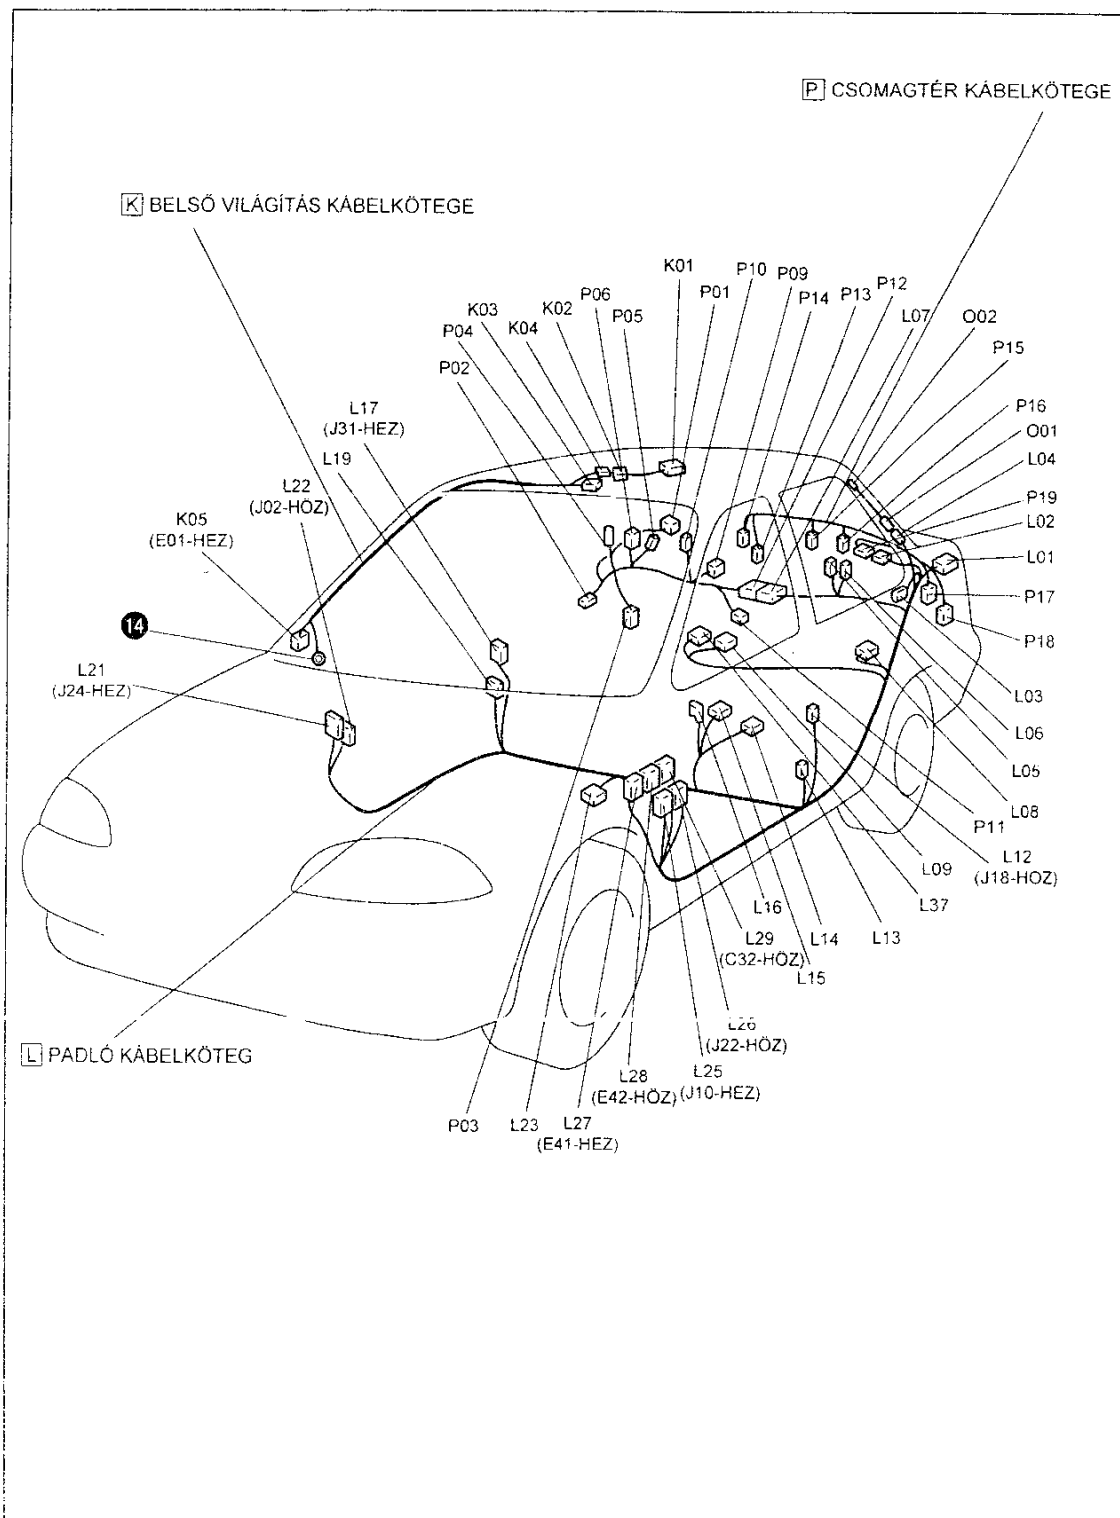 P CSOMAGTÉR KÁBELKÖTEGE
K BELSŐ VILÁGÍTÁS KÁBELKÖTEGE
K01
P10
P09
P06
P01
P14
P13
P12
K03
K02
P05
L07
O02
P04
K04
P15
P02
L17
(J31-HEZ)
P16
L19
O01
L04
L22
(J02-HÖZ)
P19
K05
(E01-HEZ)
L02
L01
P17
14
P18
L21
(J24-HEZ)
L03
L06
L05
L08
P11
L12
(J18-HOZ)
L09
L37
L16
L14
L13
L29
(C32-HÖZ)
L15
L26
(J22-HÖZ)
L PADLÓ KÁBELKÖTEG
L28
(E42-HÖZ)
L25
(J10-HEZ)
P03
L23
L27
(E41-HEZ)